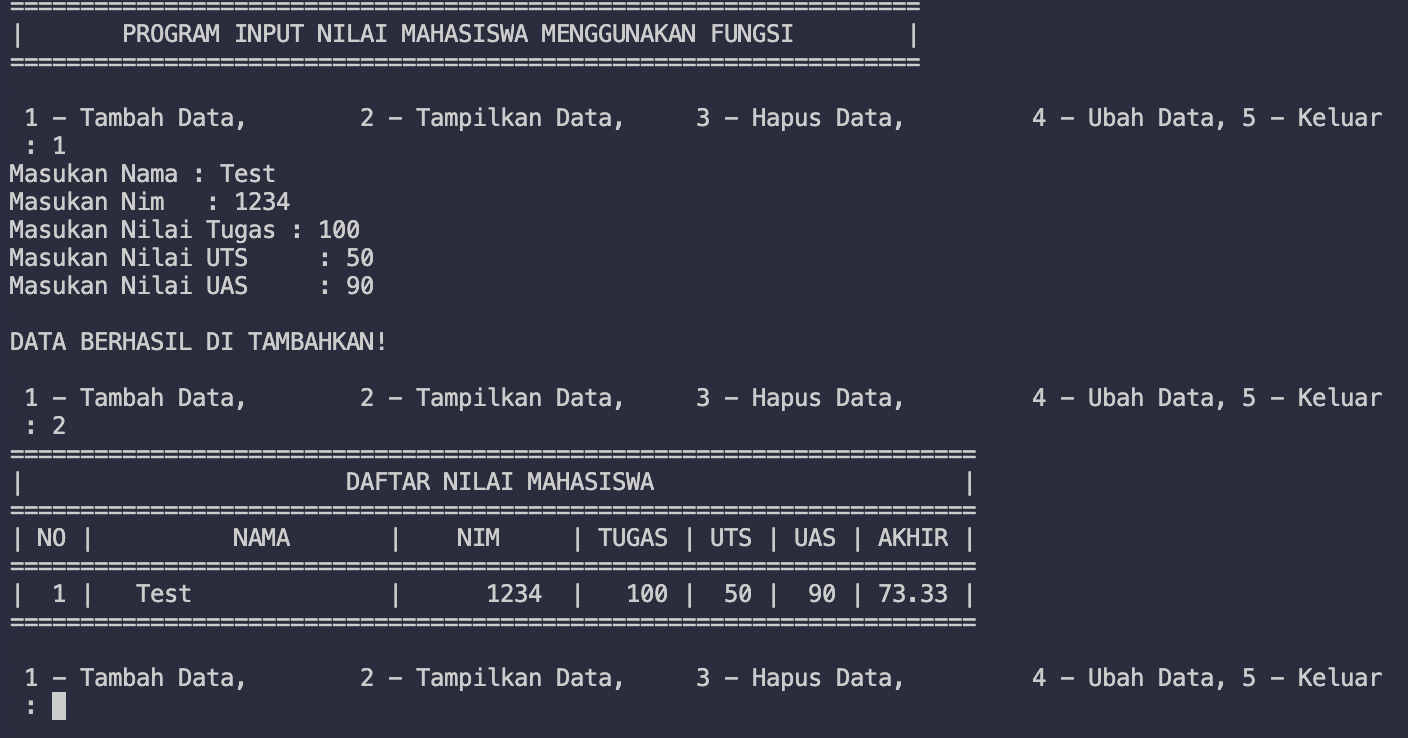 =================================================================
|       PROGRAM INPUT NILAI MAHASISWA MENGGUNAKAN FUNGSI        |
=================================================================
 1 - Tambah Data,        2 - Tampilkan Data,     3 - Hapus Data,         4 - Ubah Data, 5 - Keluar
 : 1
Masukan Nama : Test
Masukan Nim   : 1234
Masukan Nilai Tugas : 100
Masukan Nilai UTS     : 50
Masukan Nilai UAS     : 90
DATA BERHASIL DI TAMBAHKAN!
 1 - Tambah Data,        2 - Tampilkan Data,     3 - Hapus Data,         4 - Ubah Data, 5 - Keluar
 : 2
=====================================================================
|                       DAFTAR NILAI MAHASISWA                      |
=====================================================================
| NO |          NAMA       |    NIM     | TUGAS | UTS | UAS | AKHIR |
=====================================================================
|  1 |   Test              |      1234  |   100 |  50 |  90 | 73.33 |
=====================================================================
 1 - Tambah Data,        2 - Tampilkan Data,     3 - Hapus Data,         4 - Ubah Data, 5 - Keluar
 :